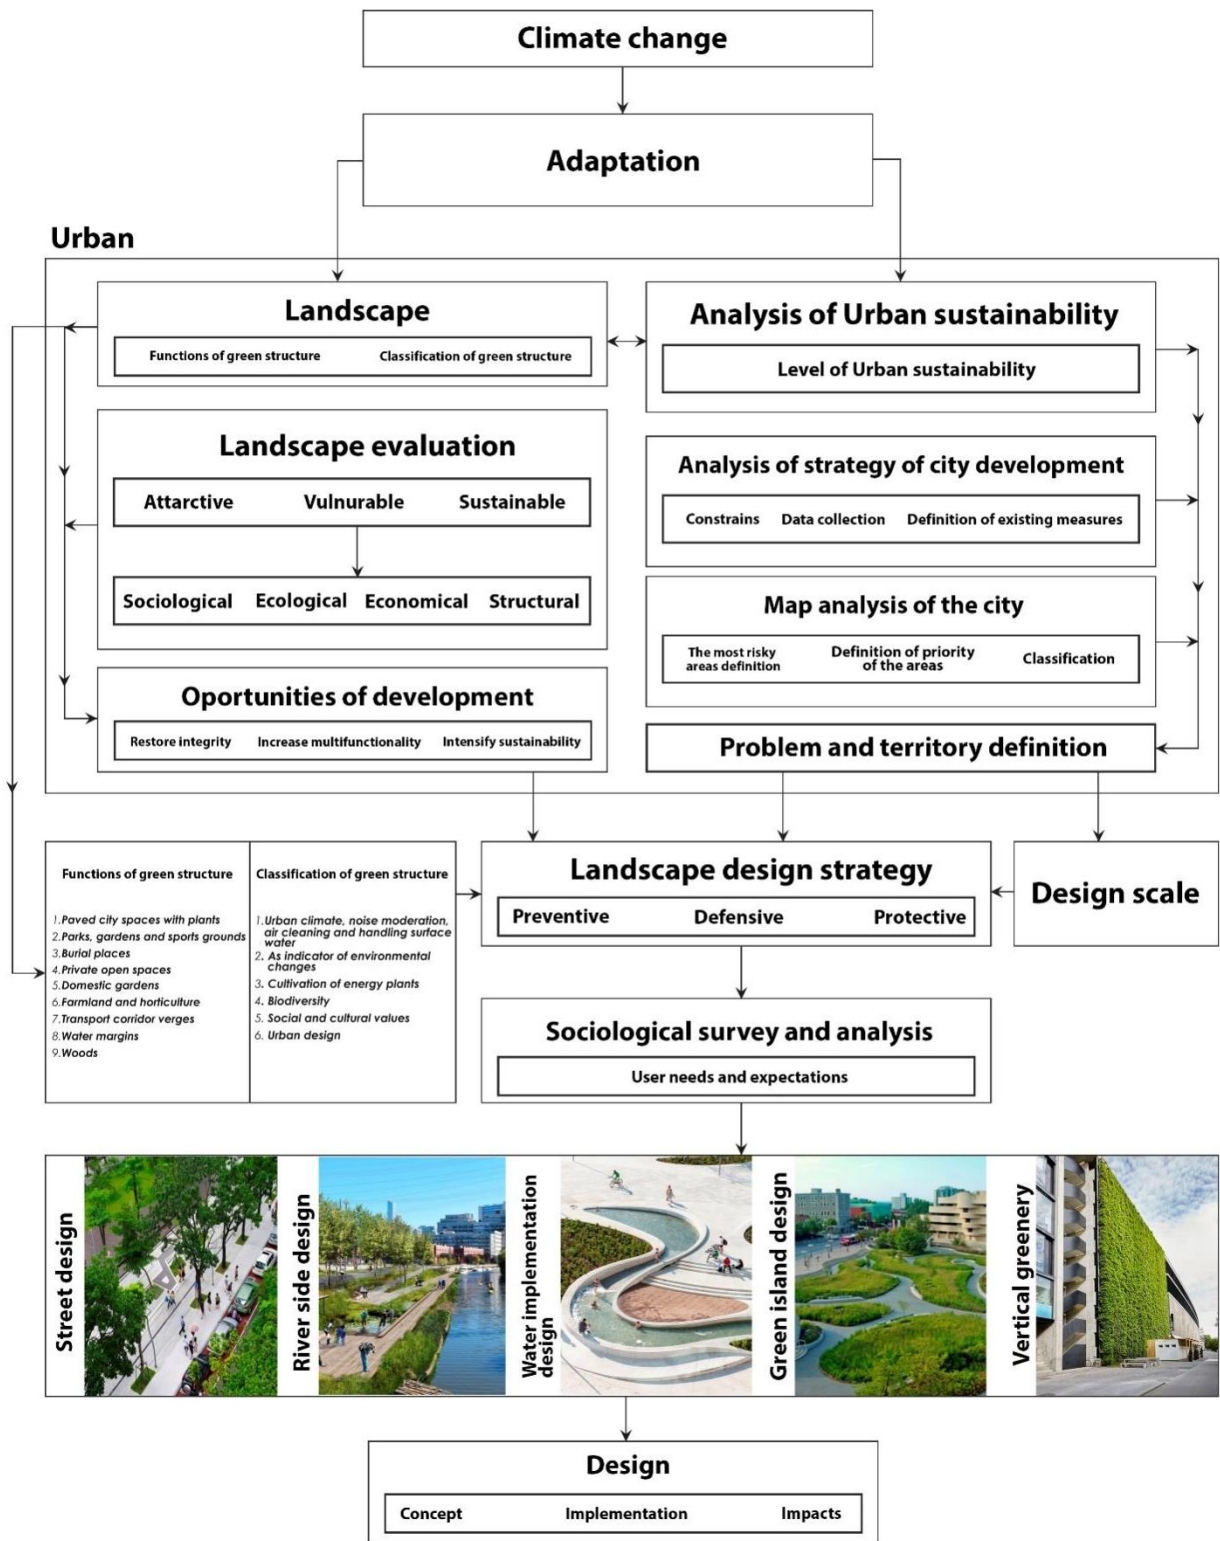 Climate change
Adaptation
Urban
Landscape
Functions of green structure
Classification of green structure
Analysis of Urban sustainability
Level of Urban sustainability
Landscape evaluation
Attarctive
Vulnurable
Sustainable
Sociological
Ecological
Economical
Structural
Analysis of strategy of city development
Constrains
Data collection
Definition of existing measures
Map analysis of the city
The most risky
areas definition
Definition of priority
of the areas
Classification
Oportunities of development
Restore integrity
Increase multifunctionality
Intensify sustainability
Problem and territory definition
Functions of green structure
1.Paved city spaces with plants
2.Parks, gardens and sports grounds
3.Burial places
4.Private open spaces
5.Domestic gardens
6.Farmland and horticulture
7.Transport corridor verges
8.Water margins
9.Woods
Classification of green structure
1.Urban climate, noise moderation,
air cleaning and handling surface
water
2. As indicator of environmental
changes
3. Cultivation of energy plants
4. Biodiversity
5. Social and cultural values
6. Urban design
Landscape design strategy
Preventive
Defensive
Protective
Design scale
Sociological survey and analysis
User needs and expectations
Street design
River side design
Water implementation
design
Green island design
Vertical greenery
Design
Concept
Implementation
Impacts